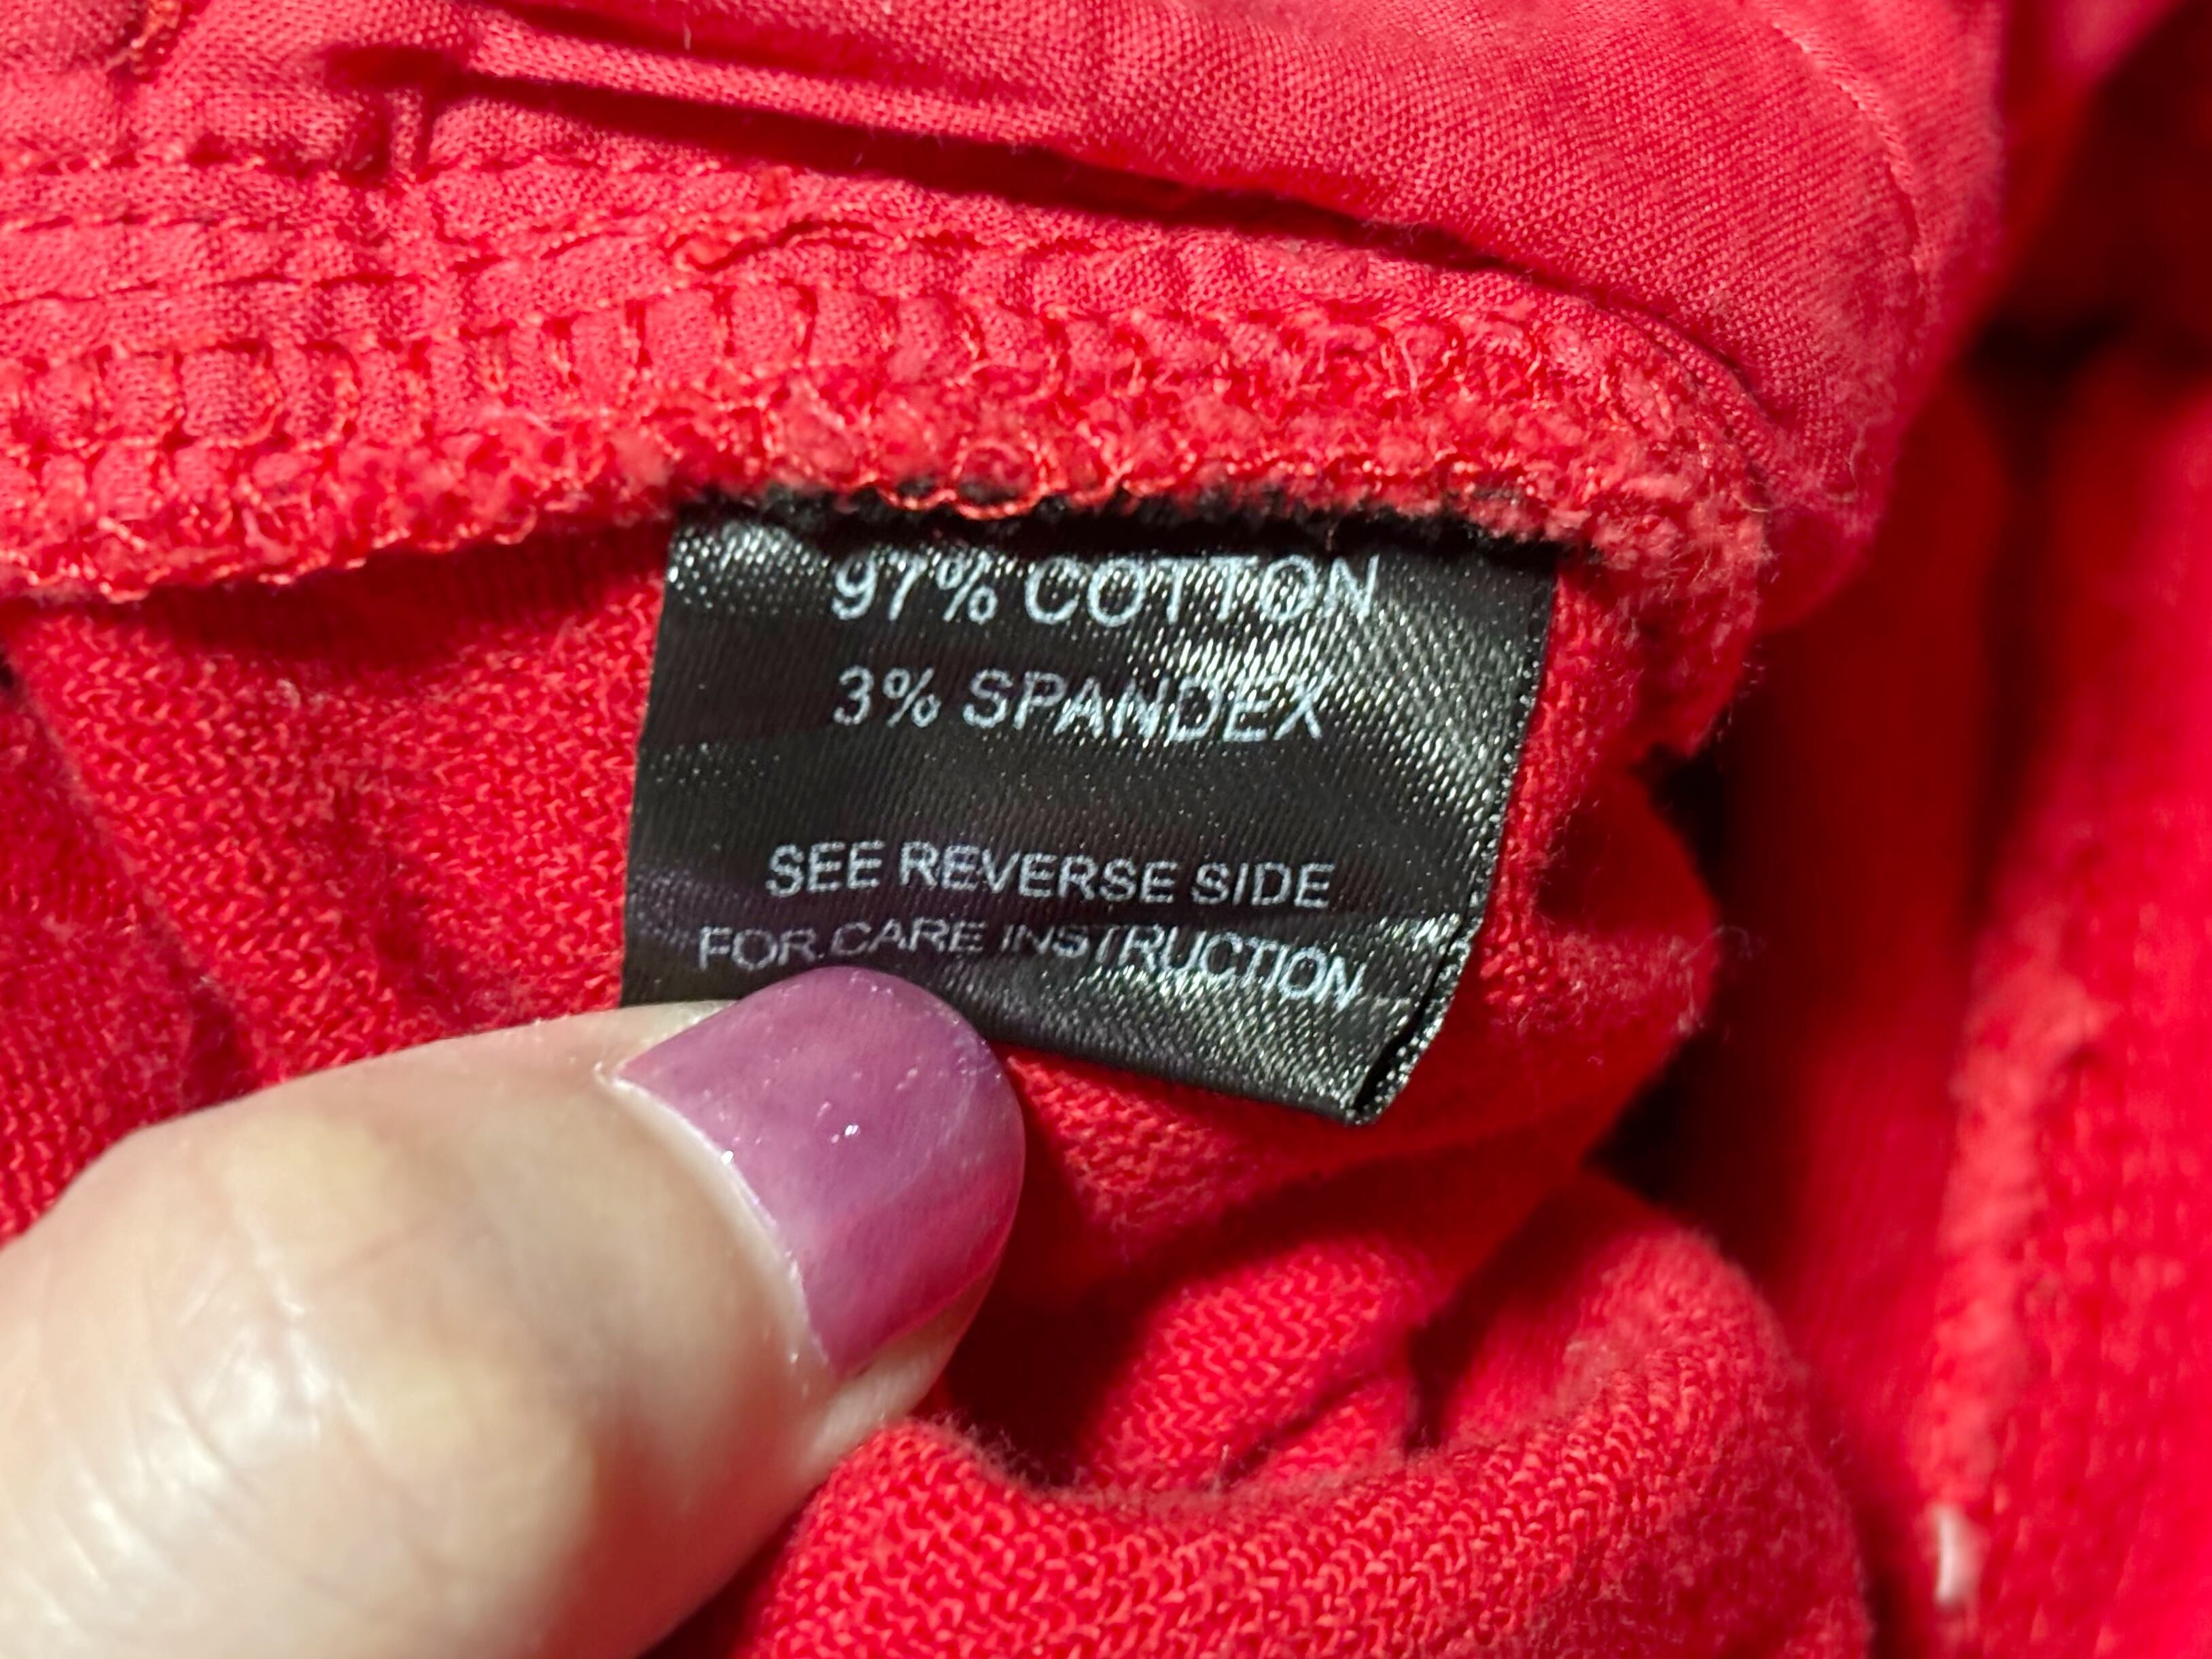 97% COTTON
3% SPANDEX
SEE REVERSE SIDE
FOR CARE INSTRUCTION